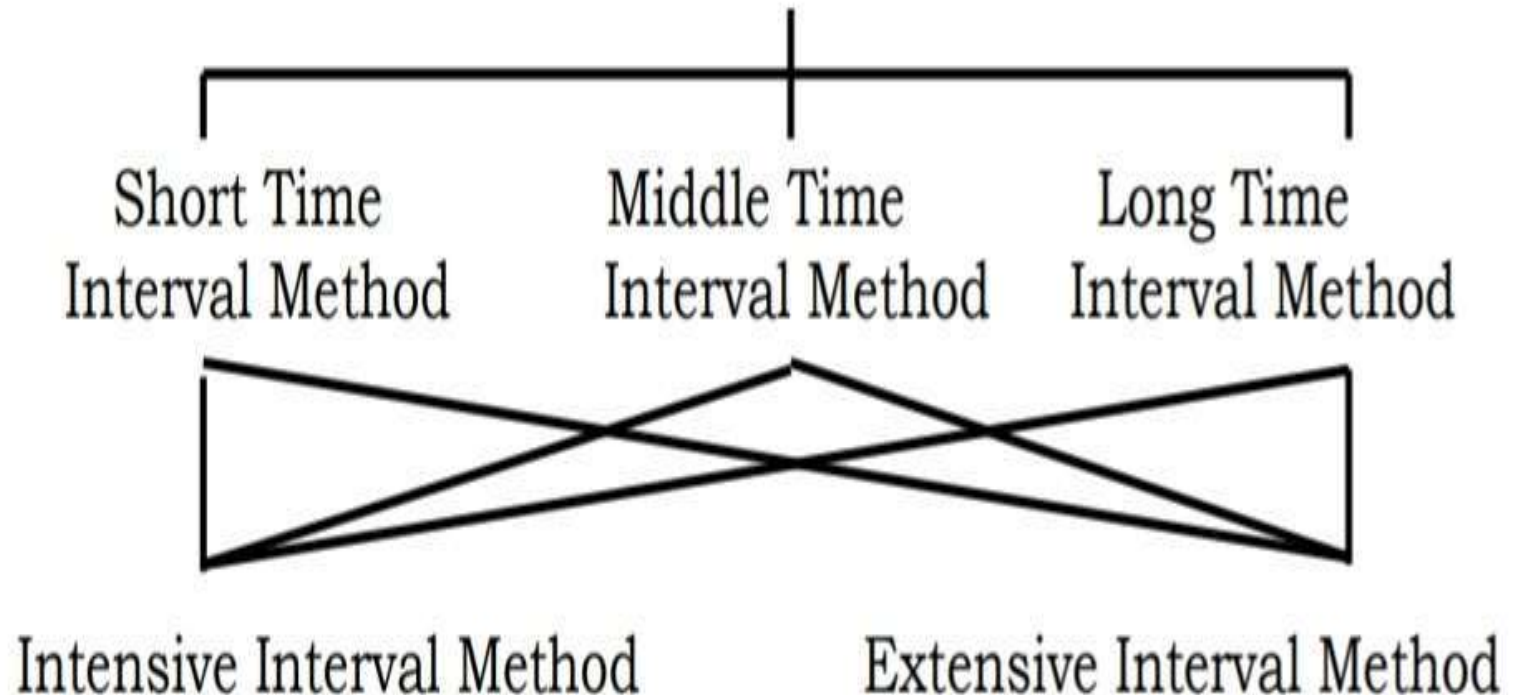 Short Time
Interval Method
Middle Time
Interval Method
Long Time
Interval Method
Intensive Interval Method
Extensive Interval Method